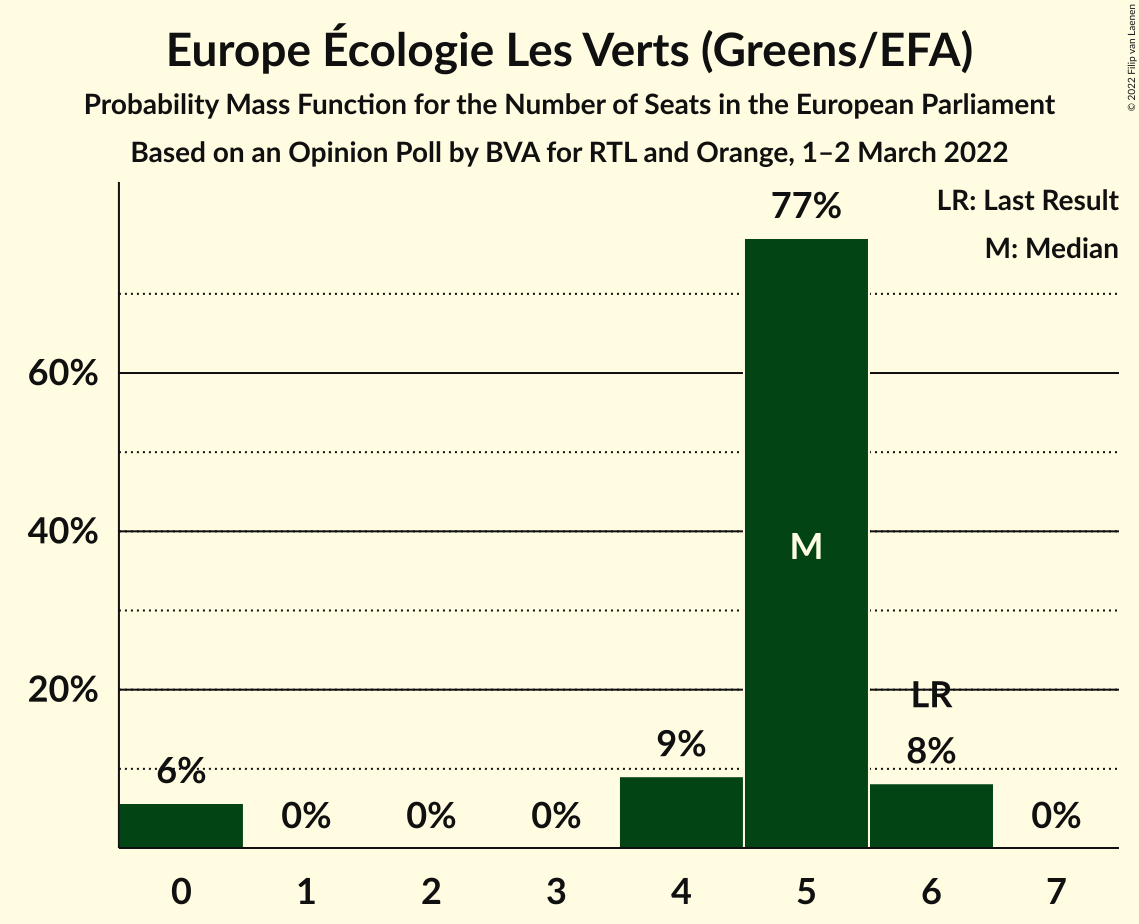 Europe Écologie Les Verts (Greens/EFA)
Probability Mass Function for the Number of Seats in the European Parliament
Based on an Opinion Poll by BVA for RTL and Orange, 1–2 March 2022
© 2022 Filip van Laenen
LR: Last Result
M: Median
77%
60%
40%
M
20%
LR
6%
0%
0%
0%
9%
8%
0%
0 1 2 3 4 5 6 7